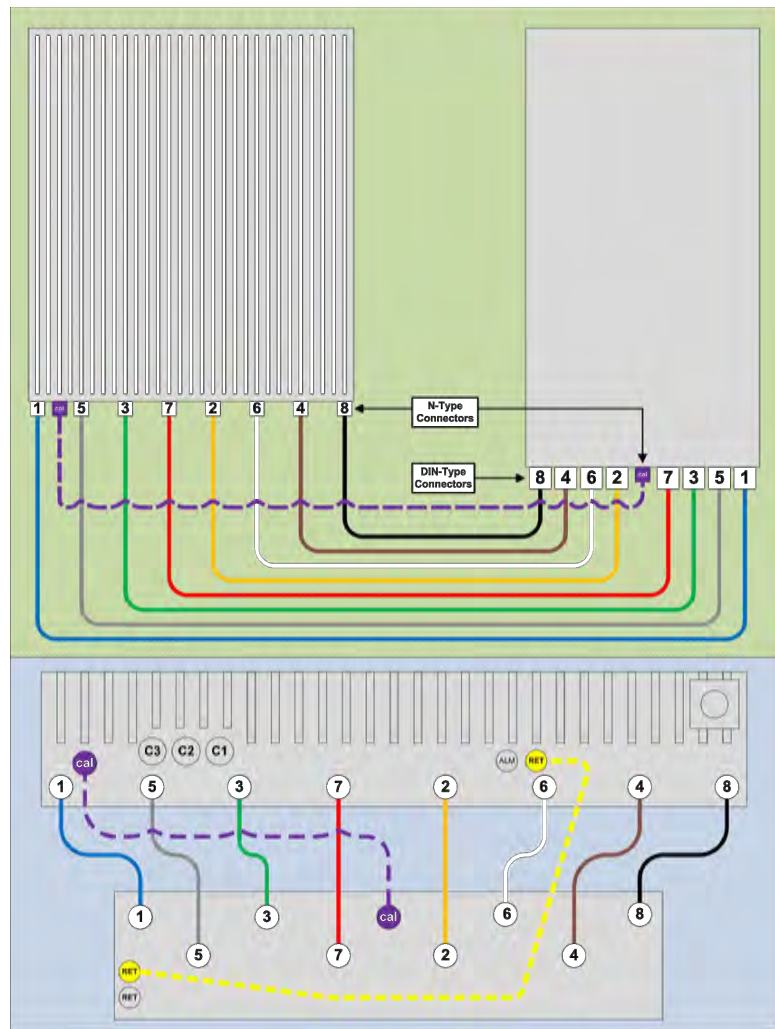 1 cal 5 3 7 2 6 4 8
N-Type
Connectors
DIN-Type
Connectors
8 4 6 2 cal 7 3 5 1
C3 C2 C1
cal
ALM RET
1 5 3 7 2 6 4 8
1 3 cal 6 8
5 7 2 4
RET
RET